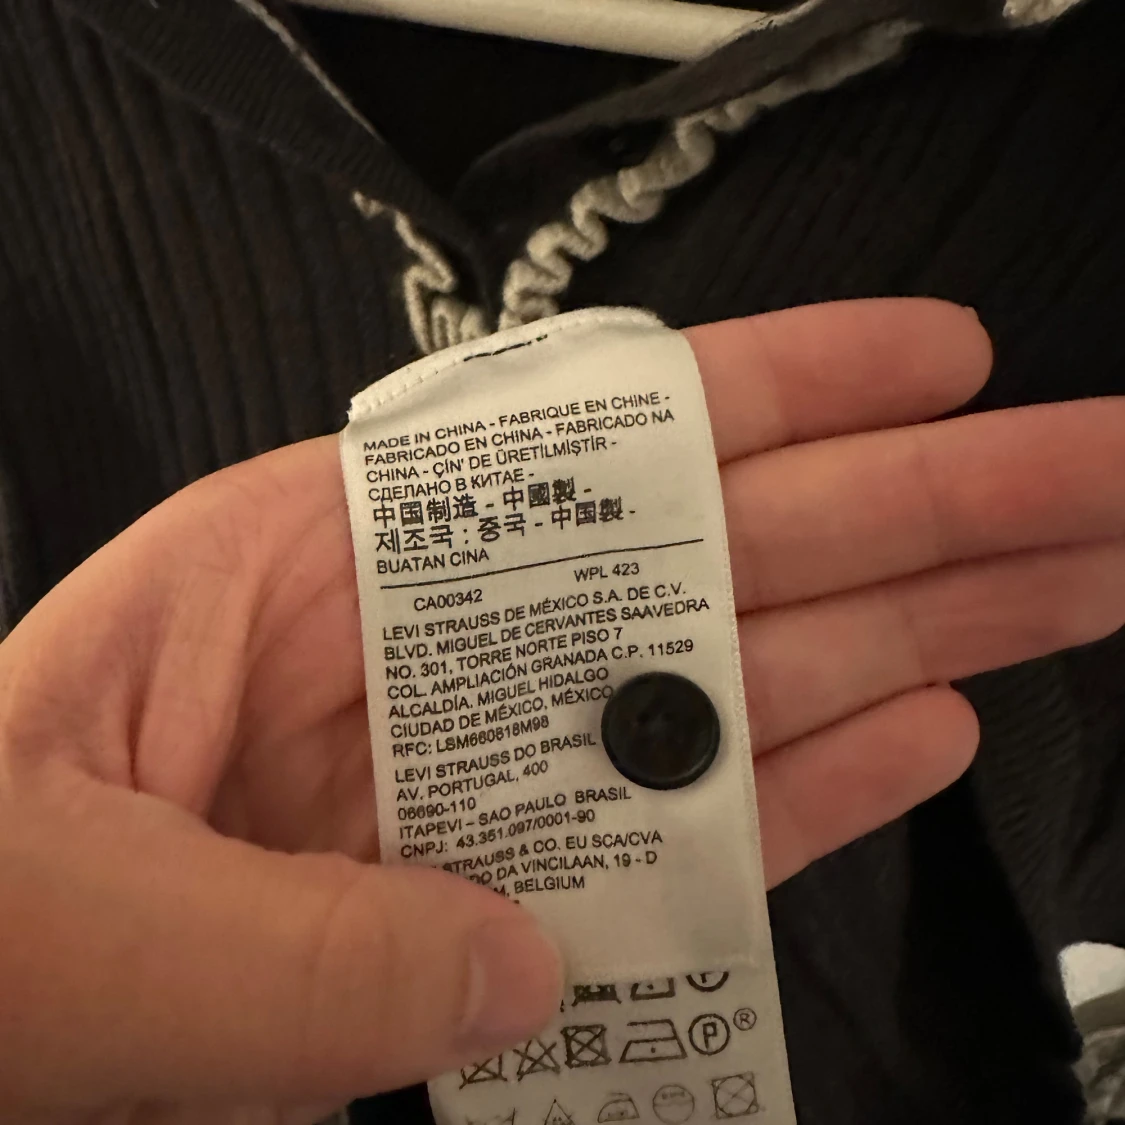 MADE IN CHINA - FABRIQUE EN CHINE -
FABRICADO EN CHINA - FABRICADO NA
CHINA - ÇİN' DE ÜRETİLMİŞTİR -
СДЕЛАНО В КИТАЕ -
中国制造 - 中國製 -
제조국 : 중국 - 中国製 -
BUATAN CINA
CA00342 WPL 423
LEVI STRAUSS DE MÉXICO S.A. DE C.V.
BLVD. MIGUEL DE CERVANTES SAAVEDRA
NO. 301, TORRE NORTE PISO 7
COL. AMPLIACIÓN GRANADA C.P. 11529
ALCALDÍA. MIGUEL HIDALGO
CIUDAD DE MÉXICO, MÉXICO
RFC: LSM660818M98
LEVI STRAUSS DO BRASIL
AV. PORTUGAL, 400
06690-110
ITAPEVI – SAO PAULO BRASIL
CNPJ: 43.351.097/0001-90
STRAUSS & CO. EU SCA/CVA
DO DA VINCILAAN, 19 - D
M, BELGIUM
P ®